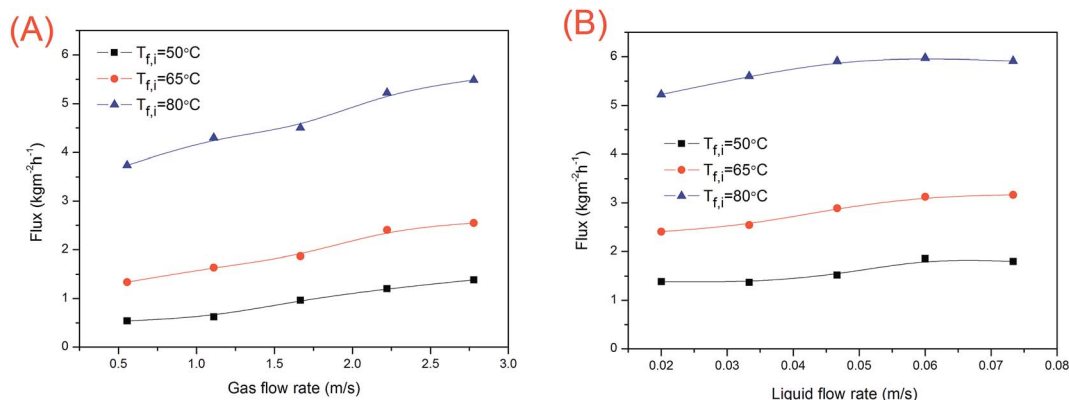 (A)
T_f,i=50°C
T_f,i=65°C
T_f,i=80°C
Flux (kgm⁻²h⁻¹)
6
5
4
3
2
1
0
0.5 1.0 1.5 2.0 2.5 3.0
Gas flow rate (m/s)
(B)
T_f,i=50°C
T_f,i=65°C
T_f,i=80°C
Flux (kgm⁻²h⁻¹)
6
5
4
3
2
1
0
0.02 0.03 0.04 0.05 0.06 0.07 0.08
Liquid flow rate (m/s)